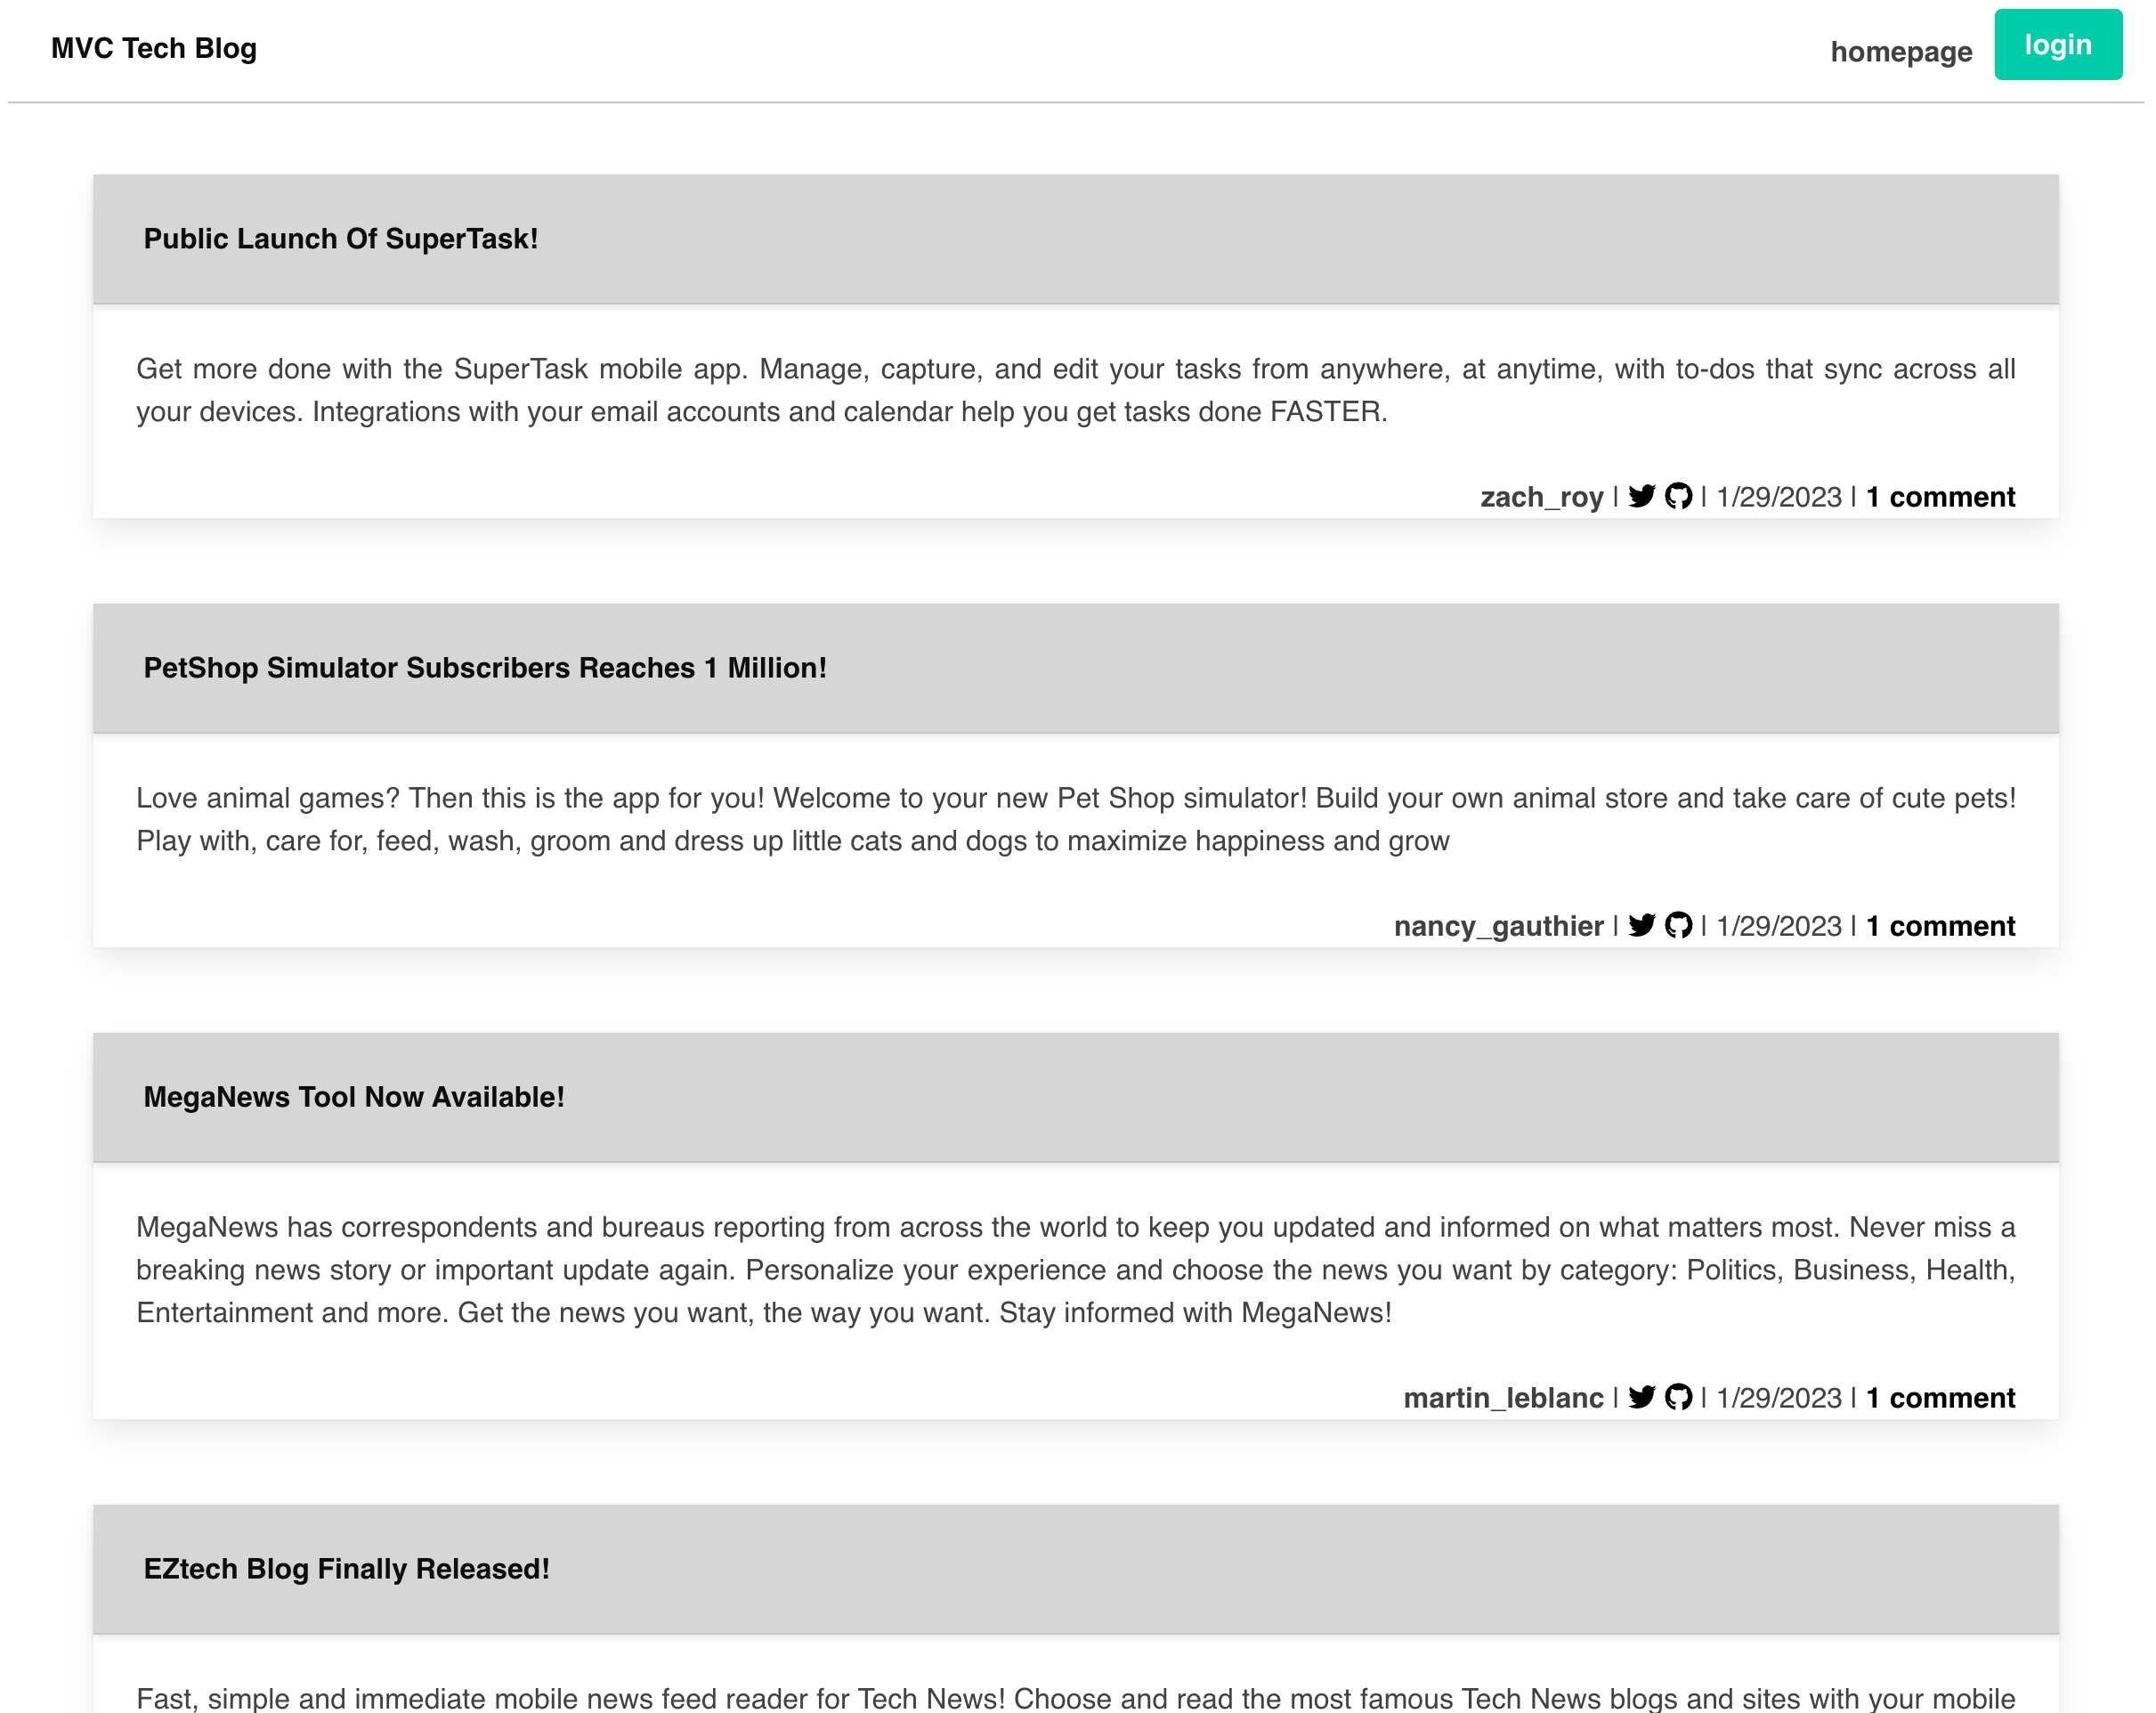 MVC Tech Blog
homepage
login
Public Launch Of SuperTask!
Get more done with the SuperTask mobile app. Manage, capture, and edit your tasks from anywhere, at anytime, with to-dos that sync across all
your devices. Integrations with your email accounts and calendar help you get tasks done FASTER.
zach_roy | | 1/29/2023 | 1 comment
PetShop Simulator Subscribers Reaches 1 Million!
Love animal games? Then this is the app for you! Welcome to your new Pet Shop simulator! Build your own animal store and take care of cute pets!
Play with, care for, feed, wash, groom and dress up little cats and dogs to maximize happiness and grow
nancy_gauthier | | 1/29/2023 | 1 comment
MegaNews Tool Now Available!
MegaNews has correspondents and bureaus reporting from across the world to keep you updated and informed on what matters most. Never miss a
breaking news story or important update again. Personalize your experience and choose the news you want by category: Politics, Business, Health,
Entertainment and more. Get the news you want, the way you want. Stay informed with MegaNews!
martin_leblanc | | 1/29/2023 | 1 comment
EZtech Blog Finally Released!
Fast, simple and immediate mobile news feed reader for Tech News! Choose and read the most famous Tech News blogs and sites with your mobile